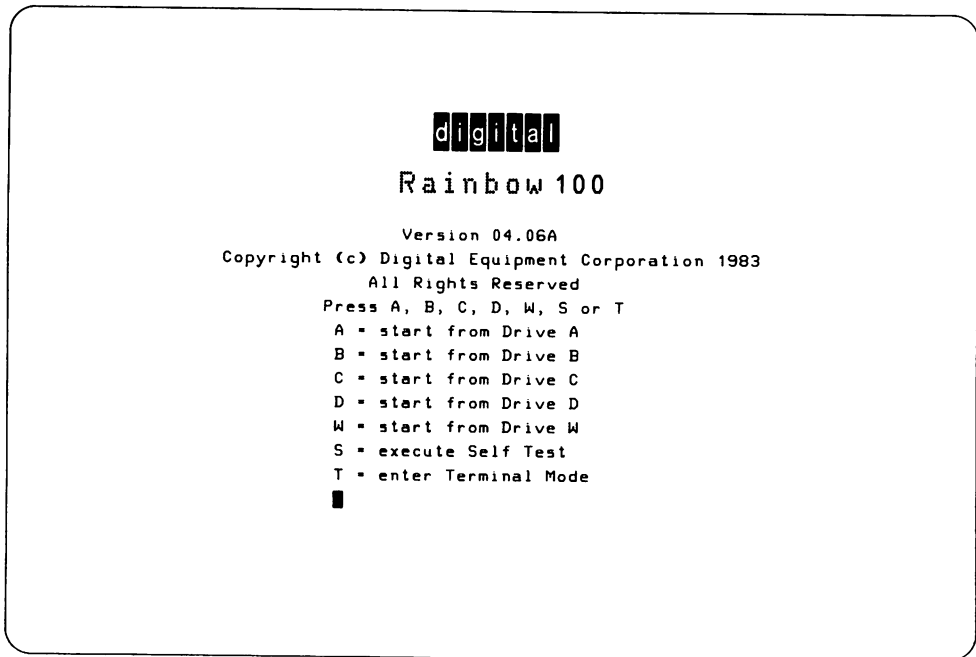 digital
Rainbow 100
Version 04.06A
Copyright (c) Digital Equipment Corporation 1983
All Rights Reserved
Press A, B, C, D, W, S or T
A = start from Drive A
B = start from Drive B
C = start from Drive C
D = start from Drive D
W = start from Drive W
S = execute Self Test
T = enter Terminal Mode